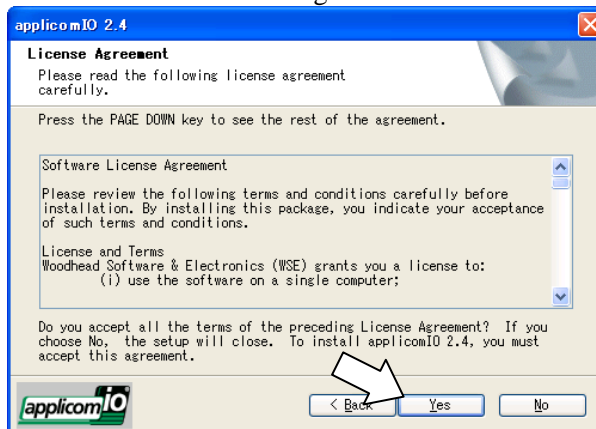 applicomIO 2.4
License Agreement
Please read the following license agreement
carefully.
Press the PAGE DOWN key to see the rest of the agreement.
Software License Agreement
Please review the following terms and conditions carefully before
installation. By installing this package, you indicate your acceptance
of such terms and conditions.
License and Terms
Woodhead Software & Electronics (WSE) grants you a license to:
(i) use the software on a single computer;
Do you accept all the terms of the preceding License Agreement? If you
choose No, the setup will close. To install applicomIO 2.4, you must
accept this agreement.
applicom IO
< Back Yes No